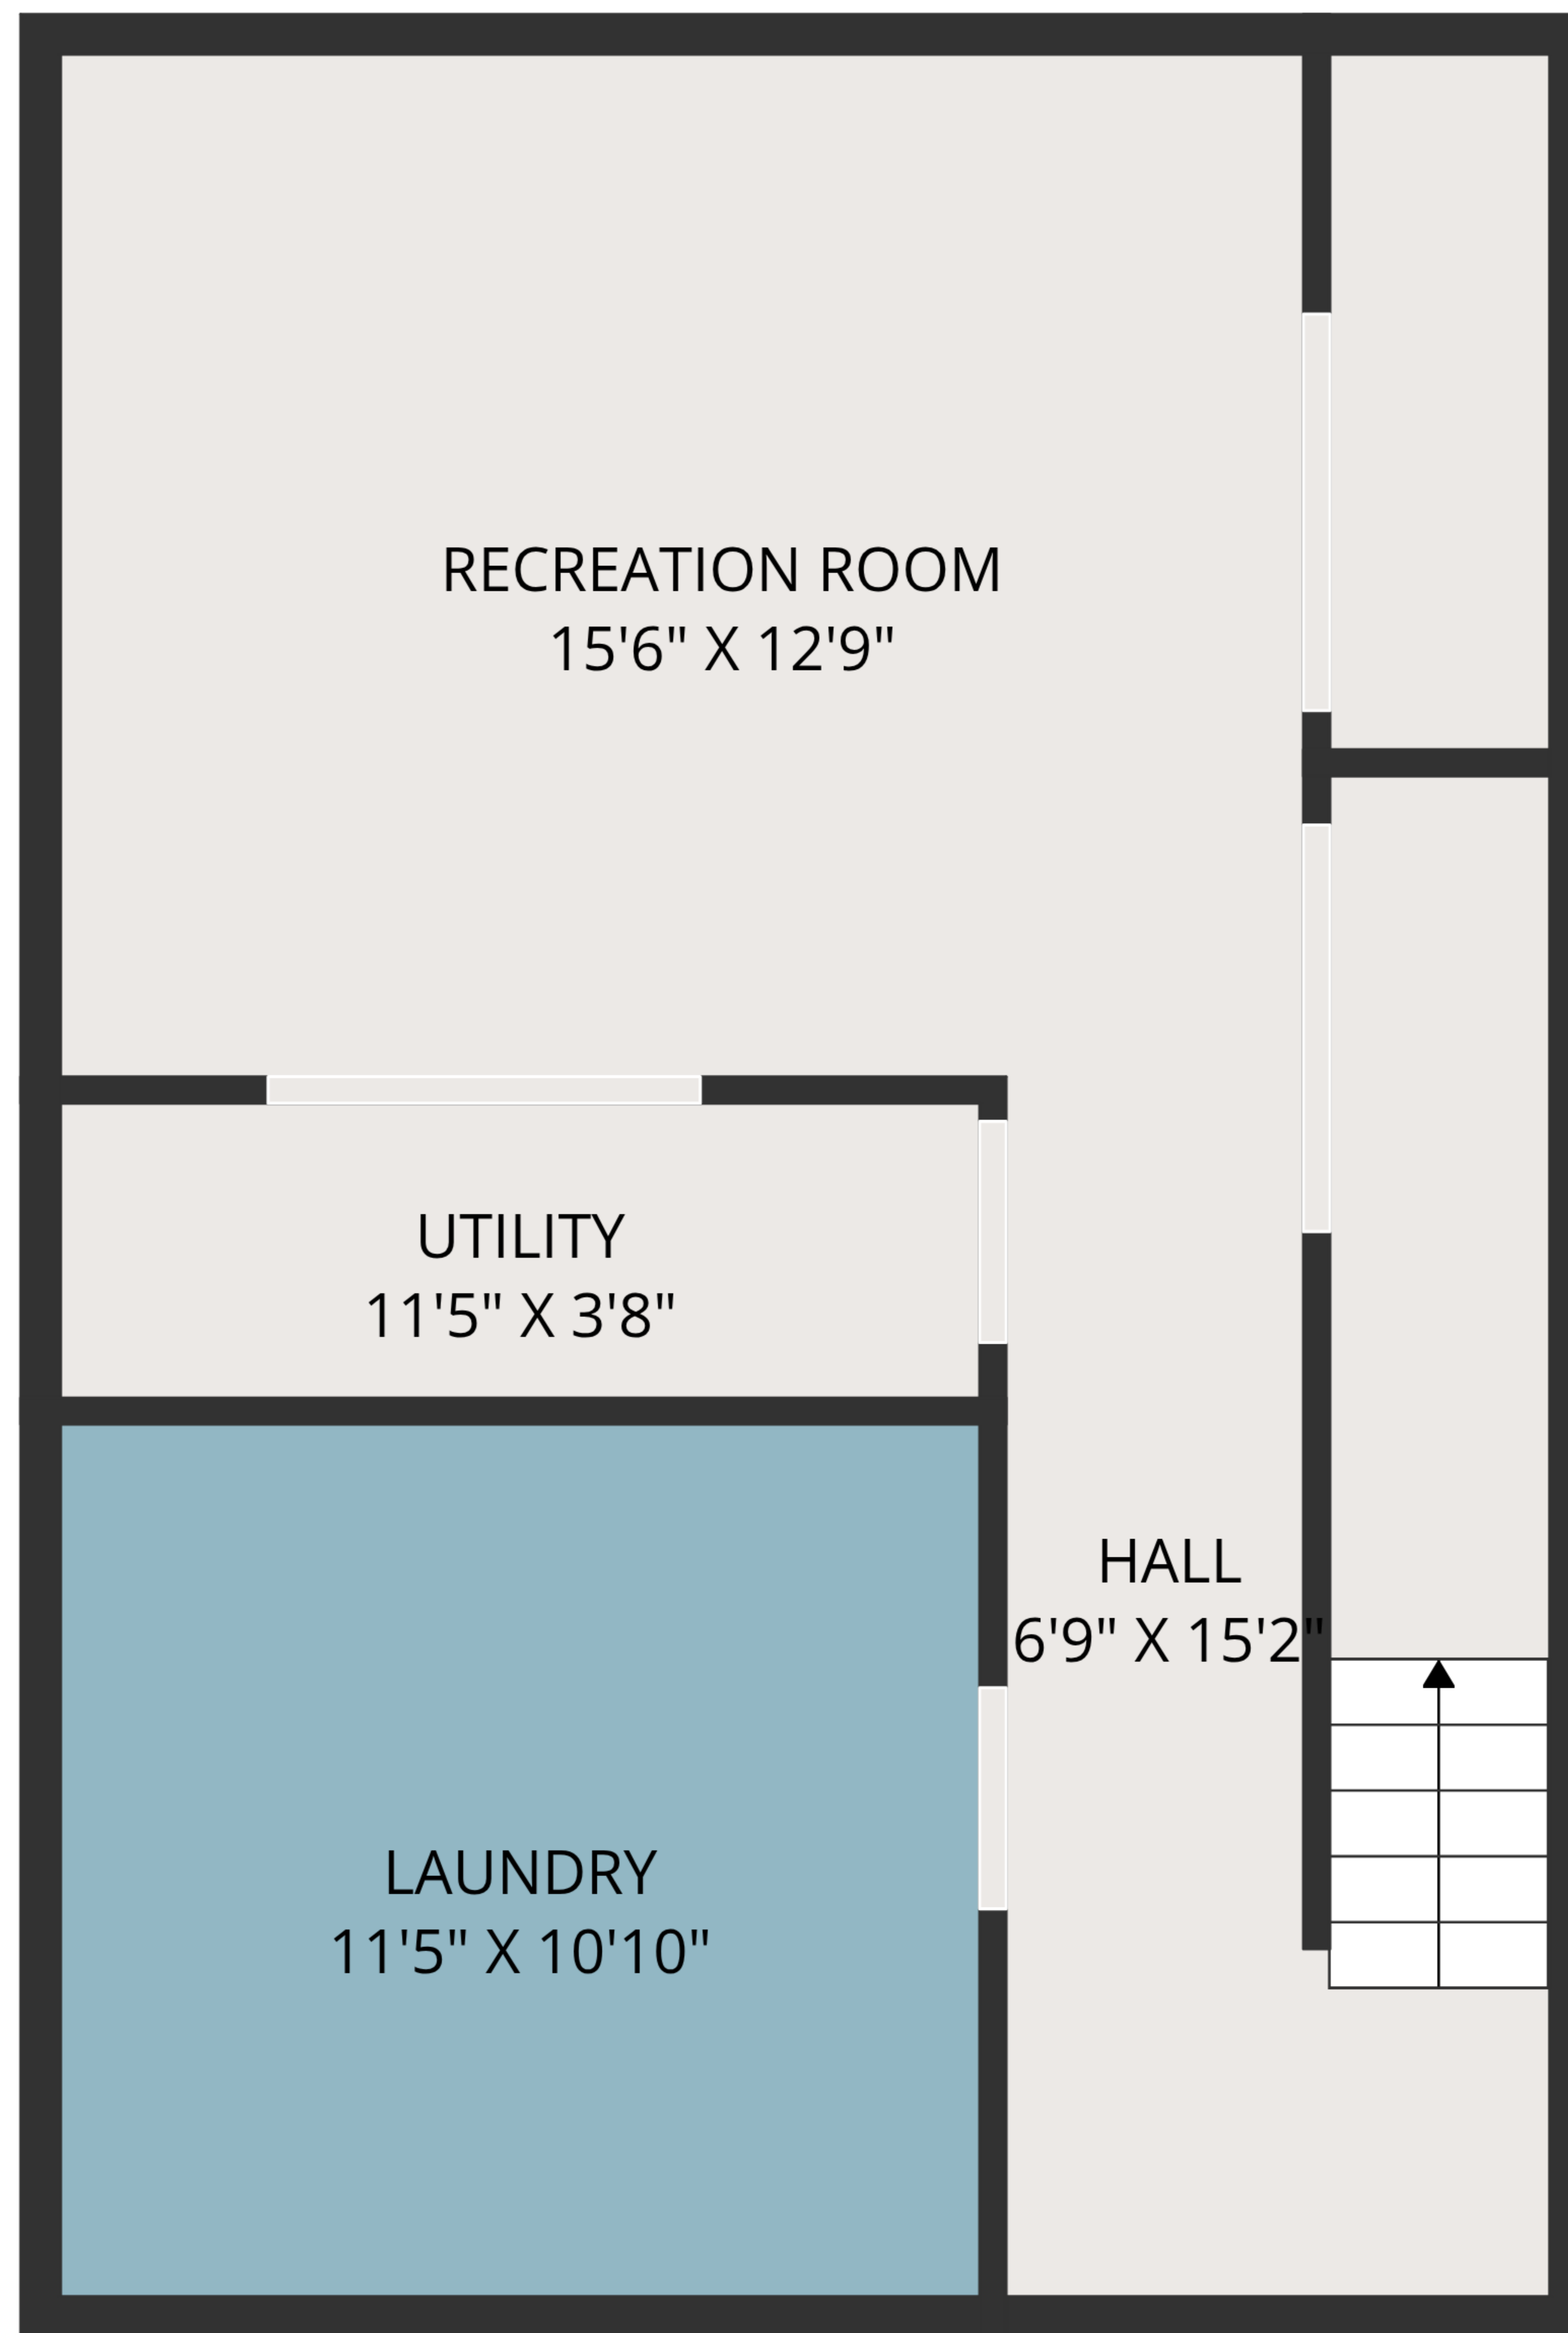 RECREATION ROOM
15'6" X 12'9"
UTILITY
11'5" X 3'8"
HALL
6'9" X 15'2"
LAUNDRY
11'5" X 10'10"